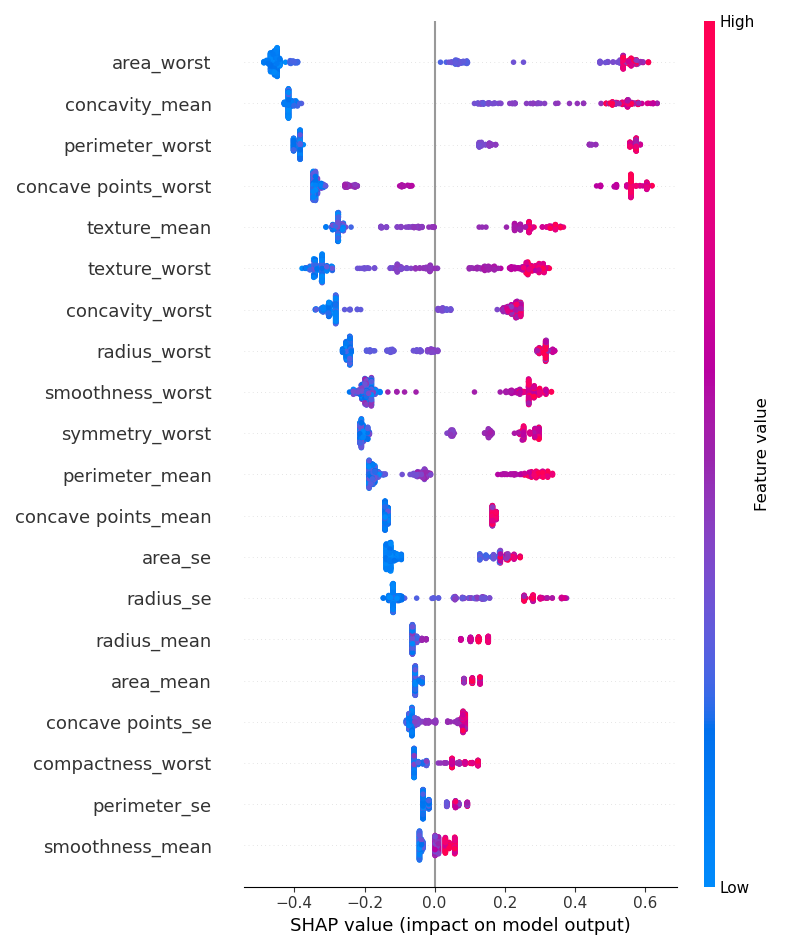 High
area_worst
concavity_mean
perimeter_worst
concave points_worst
texture_mean
texture_worst
concavity_worst
radius_worst
smoothness_worst
symmetry_worst
perimeter_mean
concave points_mean
area_se
radius_se
radius_mean
area_mean
concave points_se
compactness_worst
perimeter_se
smoothness_mean
Feature value
Low
−0.4 −0.2 0.0 0.2 0.4 0.6
SHAP value (impact on model output)